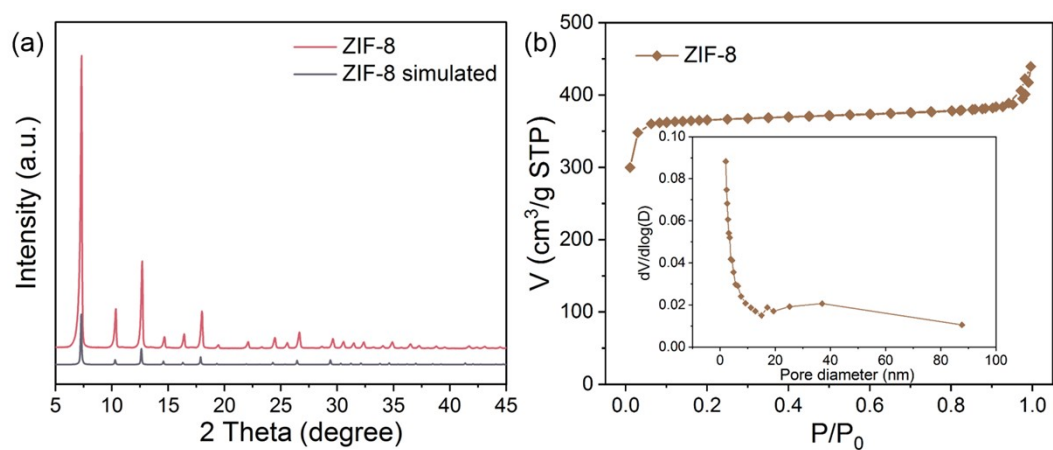 (a)
ZIF-8
ZIF-8 simulated
Intensity (a.u.)
5 10 15 20 25 30 35 40 45
2 Theta (degree)
(b)
ZIF-8
V (cm³/g STP)
500
400
300
200
100
0
0.0 0.2 0.4 0.6 0.8 1.0
P/P₀
dV/dlog(D)
0.10
0.08
0.06
0.04
0.02
0.00
0 20 40 60 80 100
Pore diameter (nm)